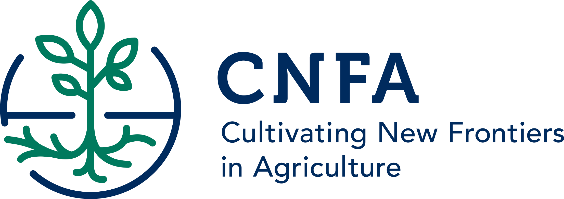 CNFA
Cultivating New Frontiers
in Agriculture